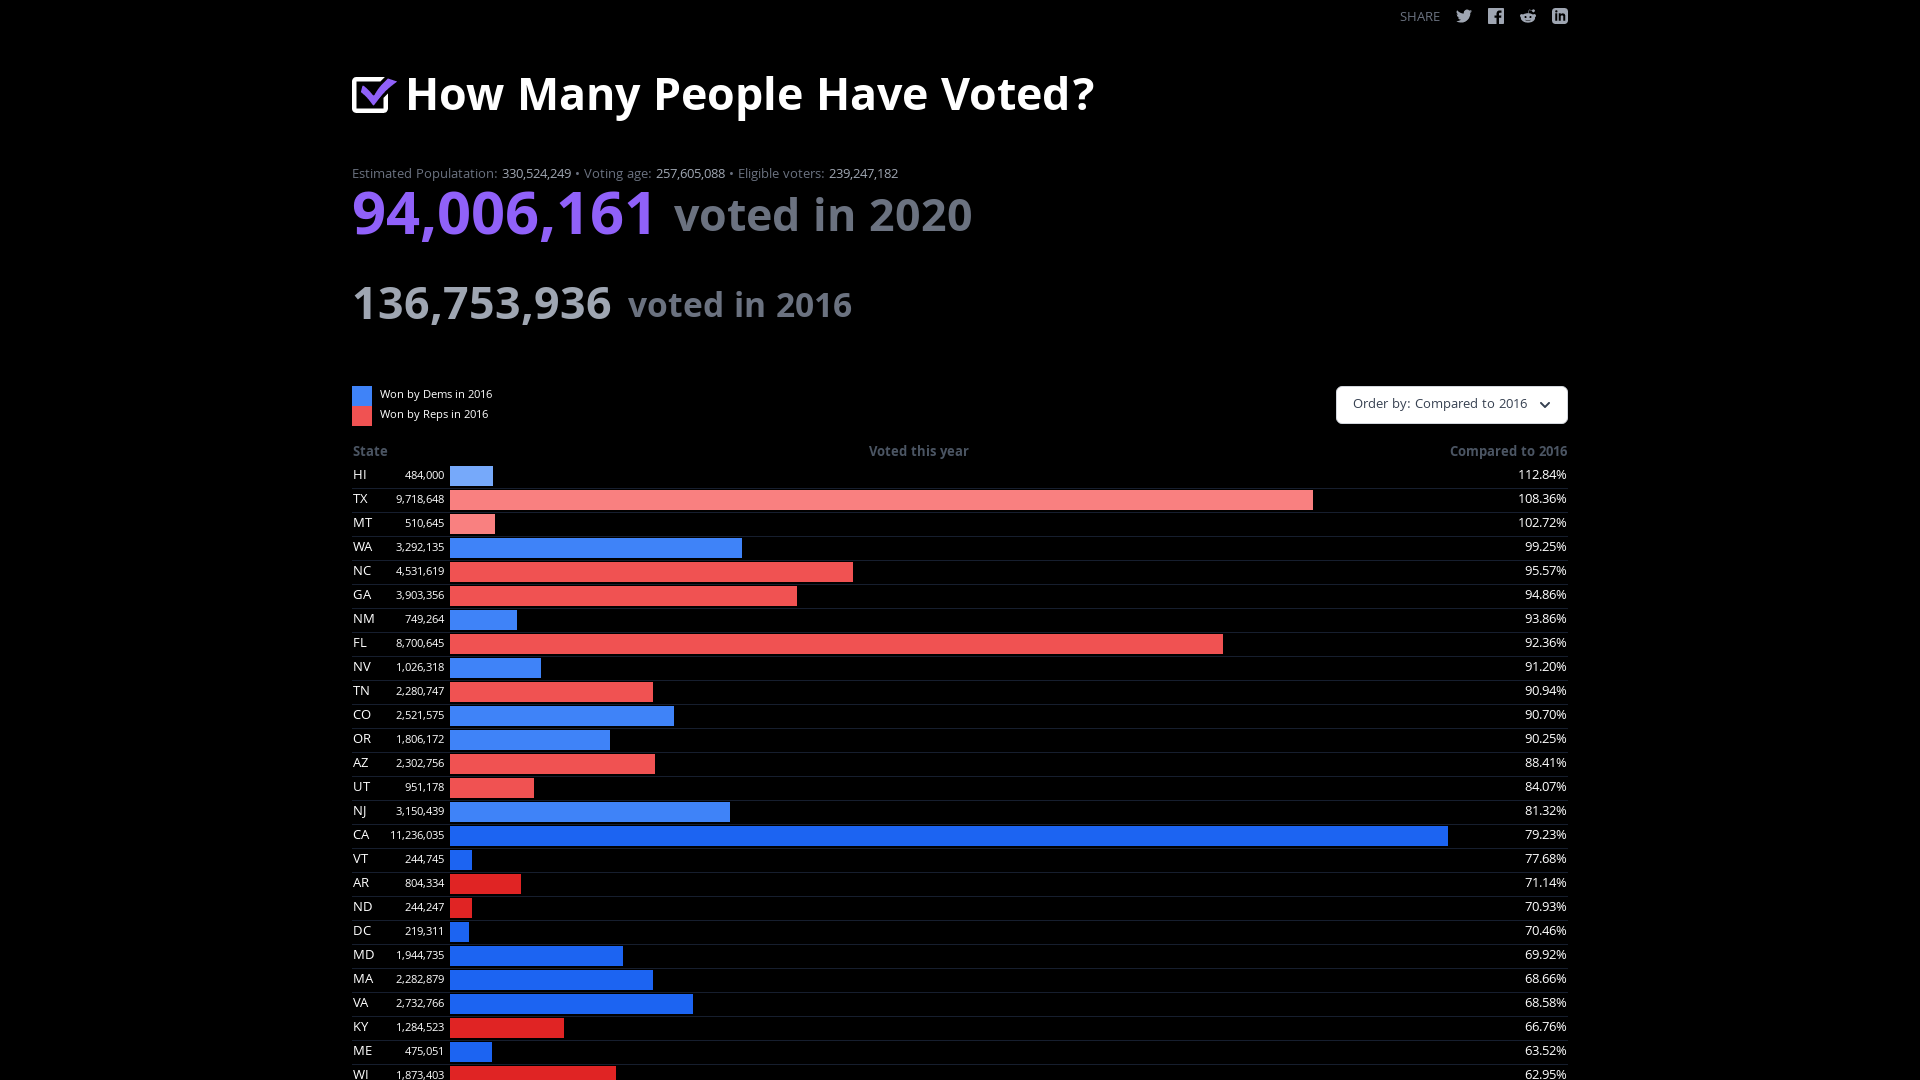 SHARE
How Many People Have Voted?
Estimated Populatation: 330,524,249 • Voting age: 257,605,088 • Eligible voters: 239,247,182
94,006,161 voted in 2020
136,753,936 voted in 2016
Won by Dems in 2016
Won by Reps in 2016
Order by: Compared to 2016
State Voted this year Compared to 2016
HI 484,000 112.84%
TX 9,718,648 108.36%
MT 510,645 102.72%
WA 3,292,135 99.25%
NC 4,531,619 95.57%
GA 3,903,356 94.86%
NM 749,264 93.86%
FL 8,700,645 92.36%
NV 1,026,318 91.20%
TN 2,280,747 90.94%
CO 2,521,575 90.70%
OR 1,806,172 90.25%
AZ 2,302,756 88.41%
UT 951,178 84.07%
NJ 3,150,439 81.32%
CA 11,236,035 79.23%
VT 244,745 77.68%
AR 804,334 71.14%
ND 244,247 70.93%
DC 219,311 70.46%
MD 1,944,735 69.92%
MA 2,282,879 68.66%
VA 2,732,766 68.58%
KY 1,284,523 66.76%
ME 475,051 63.52%
WI 1,873,403 62.95%